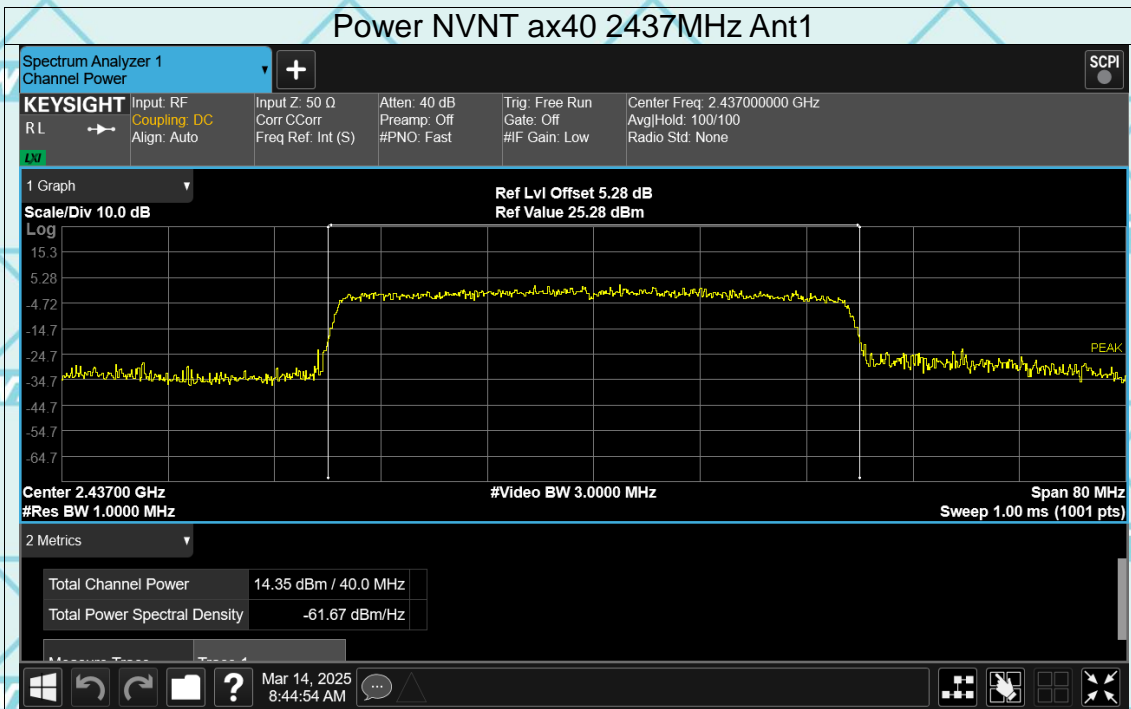 Power NVNT ax40 2437MHz Ant1
Spectrum Analyzer 1
Channel Power
SCPI
KEYSIGHT
R L
LXI
Input: RF
Coupling: DC
Align: Auto
Input Z: 50 Ω
Corr CCorr
Freq Ref: Int (S)
Atten: 40 dB
Preamp: Off
#PNO: Fast
Trig: Free Run
Gate: Off
#IF Gain: Low
Center Freq: 2.437000000 GHz
Avg|Hold: 100/100
Radio Std: None
1 Graph
Scale/Div 10.0 dB
Ref Lvl Offset 5.28 dB
Ref Value 25.28 dBm
Log
15.3
5.28
-4.72
-14.7
-24.7
-34.7
-44.7
-54.7
-64.7
PEAK
Center 2.43700 GHz
#Video BW 3.0000 MHz
Span 80 MHz
#Res BW 1.0000 MHz
Sweep 1.00 ms (1001 pts)
2 Metrics
Total Channel Power 14.35 dBm / 40.0 MHz
Total Power Spectral Density -61.67 dBm/Hz
Measure Trace Trace 1
Mar 14, 2025
8:44:54 AM